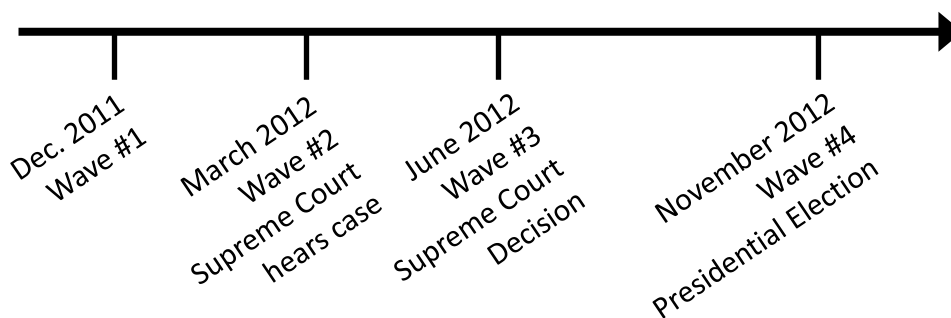 Dec. 2011
Wave #1
March 2012
Wave #2
Supreme Court
hears case
June 2012
Wave #3
Supreme Court
Decision
November 2012
Wave #4
Presidential Election